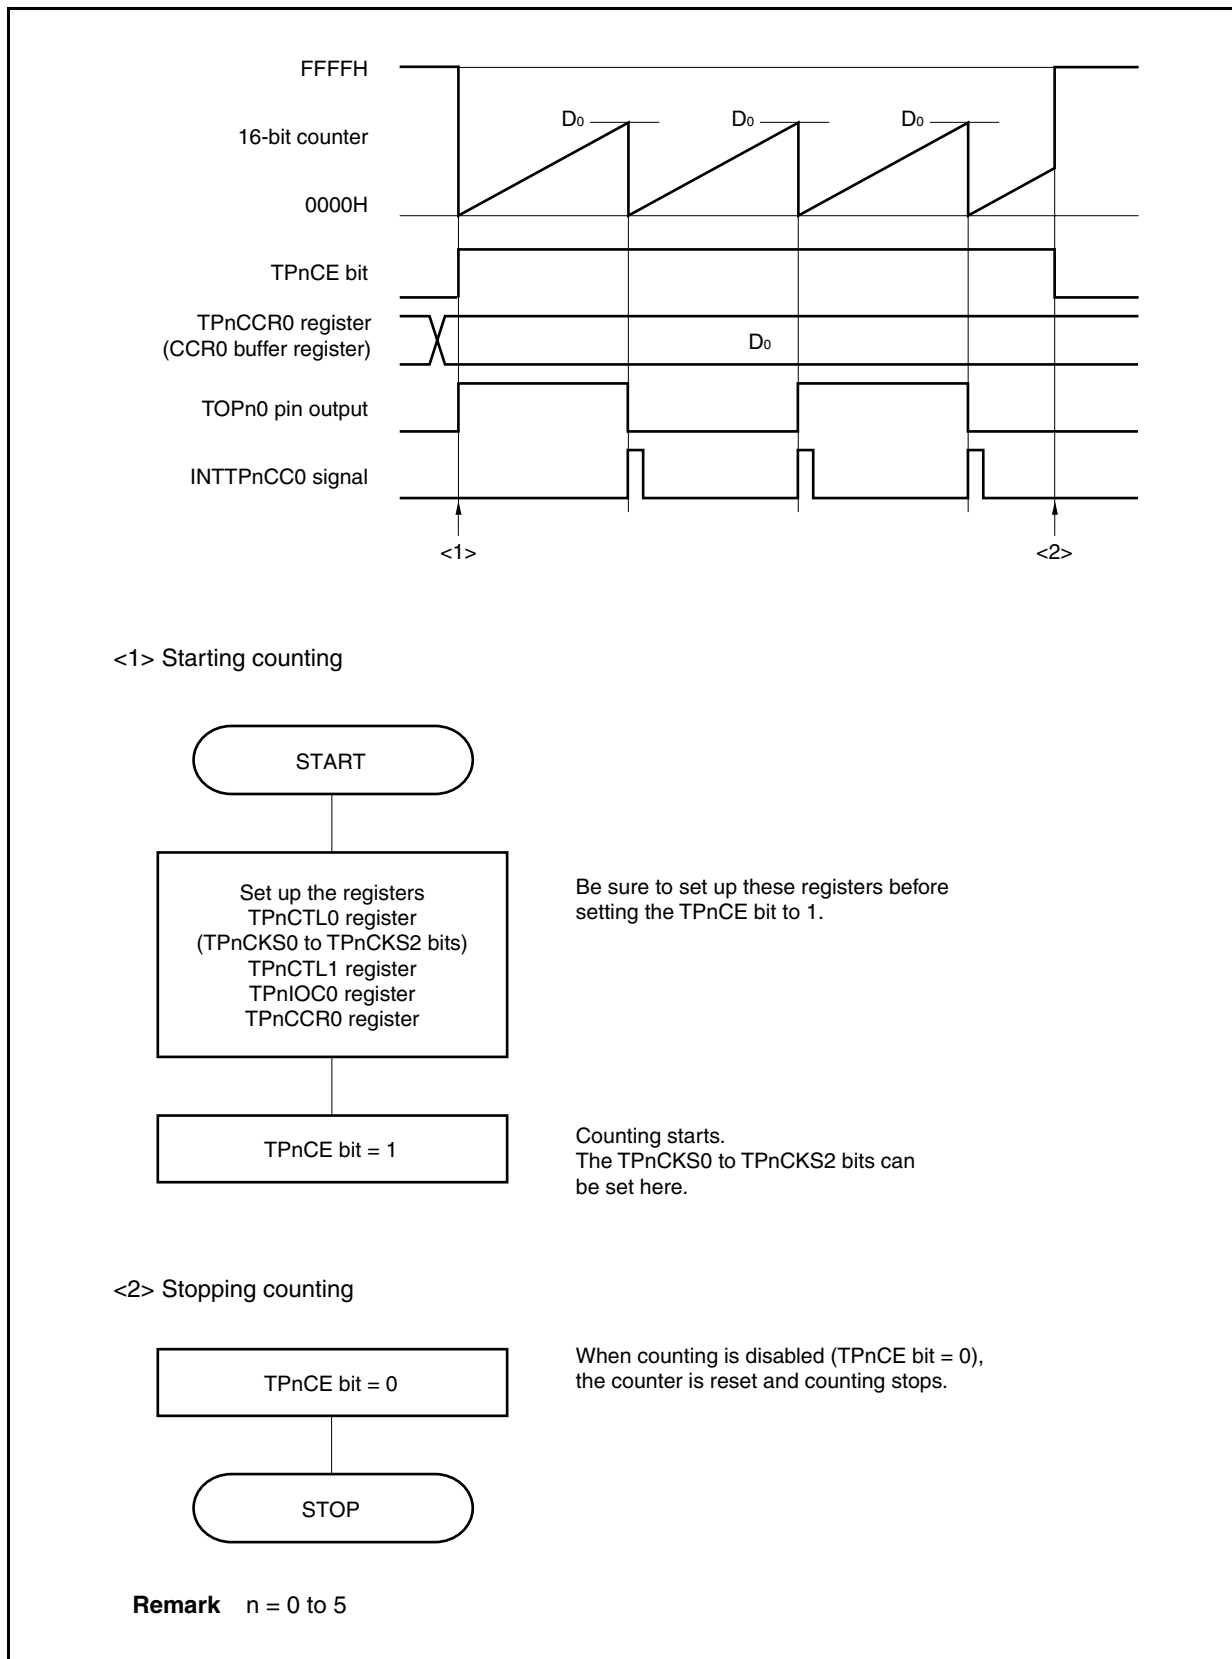 FFFFH
D0 D0 D0
16-bit counter
0000H
TPnCE bit
TPnCCR0 register
(CCR0 buffer register)
D0
TOPn0 pin output
INTTPnCC0 signal
<1> <2>
<1> Starting counting
START
Set up the registers
TPnCTL0 register
(TPnCKS0 to TPnCKS2 bits)
TPnCTL1 register
TPnIOC0 register
TPnCCR0 register
Be sure to set up these registers before
setting the TPnCE bit to 1.
TPnCE bit = 1
Counting starts.
The TPnCKS0 to TPnCKS2 bits can
be set here.
<2> Stopping counting
TPnCE bit = 0
When counting is disabled (TPnCE bit = 0),
the counter is reset and counting stops.
STOP
Remark n = 0 to 5